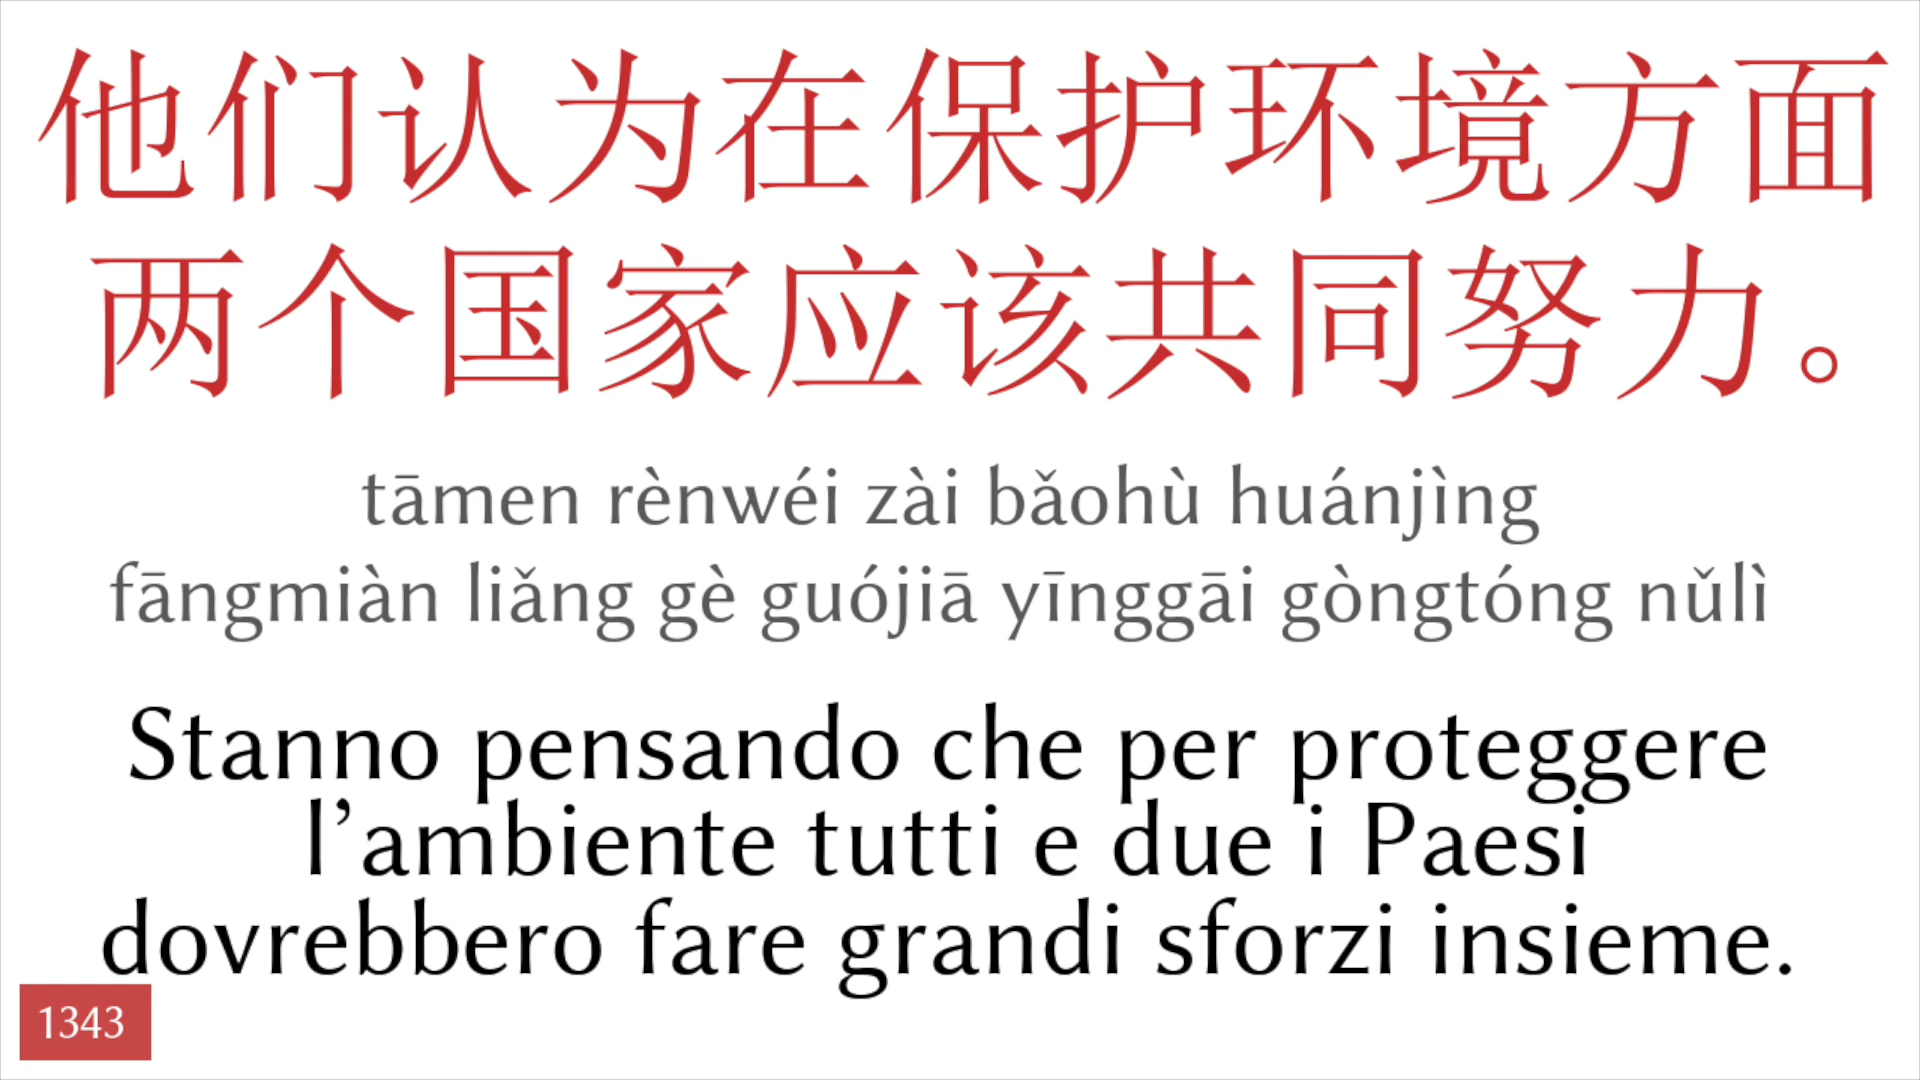 他们认为在保护环境方面
两个国家应该共同努力。
tāmen rènwéi zài bǎohù huánjìng
fāngmiàn liǎng gè guójiā yīnggāi gòngtóng nǔlì
Stanno pensando che per proteggere
l’ambiente tutti e due i Paesi
dovrebbero fare grandi sforzi insieme.
1343